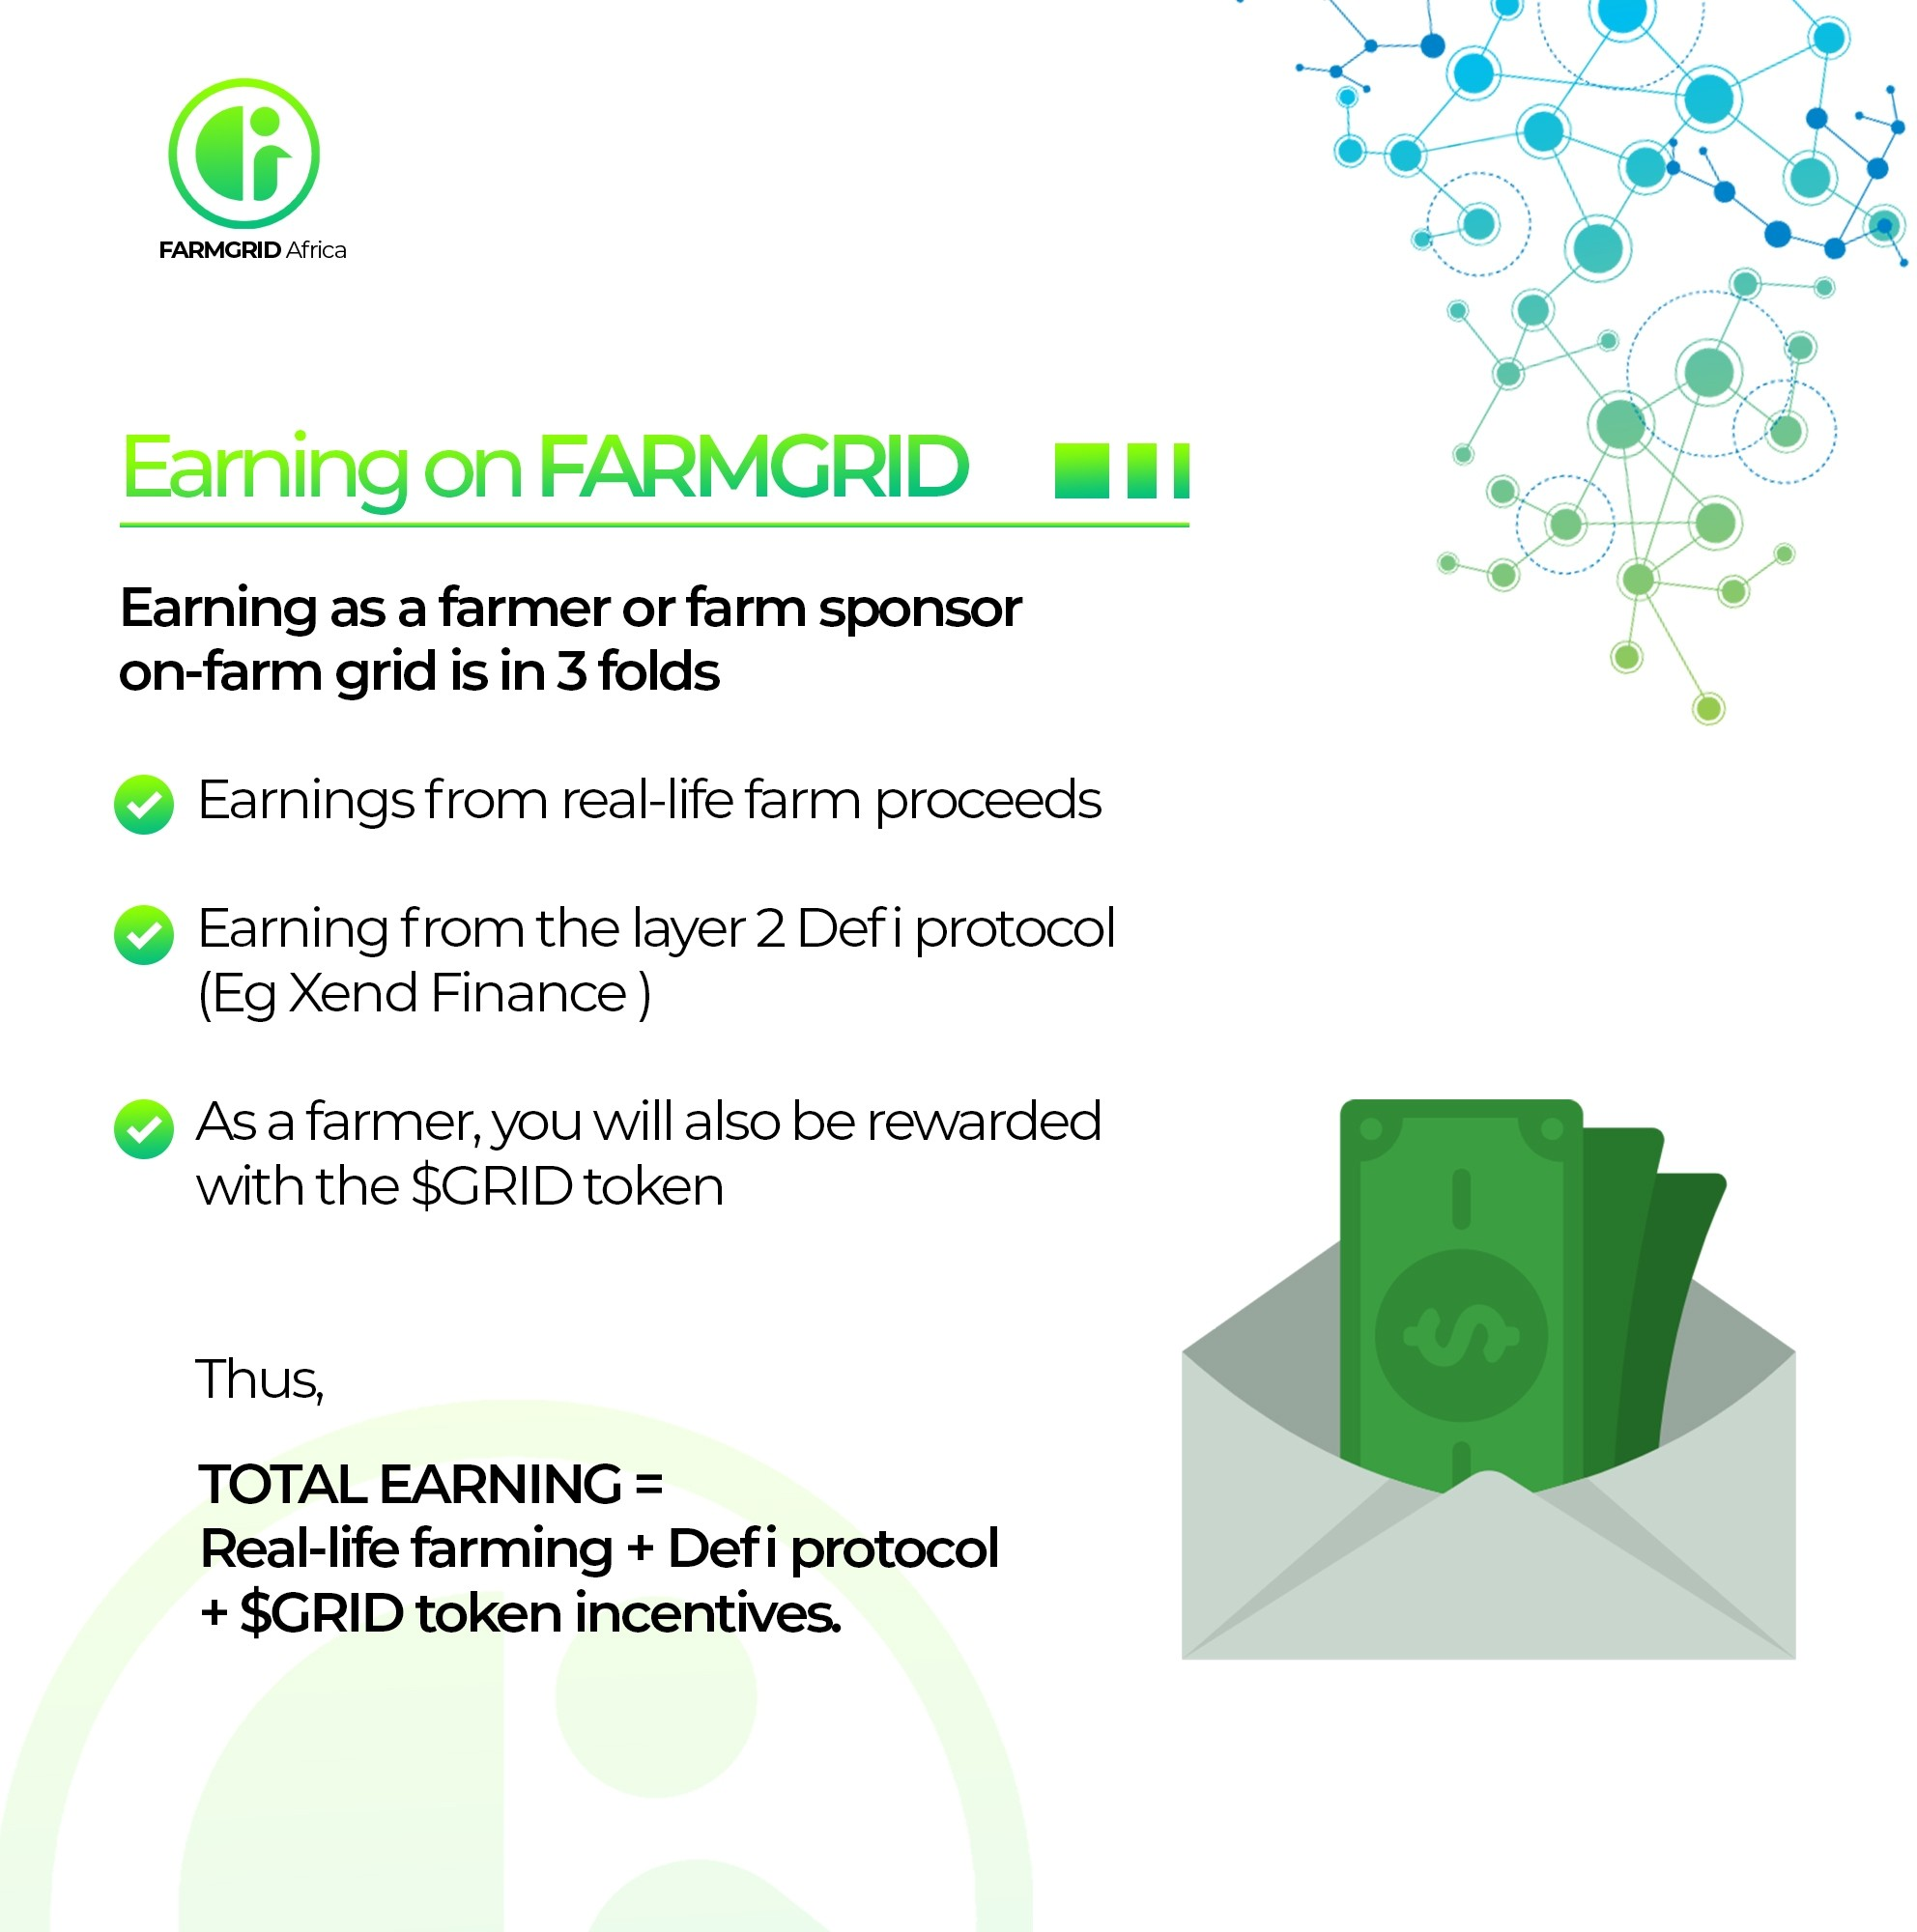 FARMGRID Africa
Earning on FARMGRID
Earning as a farmer or farm sponsor
on-farm grid is in 3 folds
Earnings from real-life farm proceeds
Earning from the layer 2 Defi protocol
(Eg Xend Finance )
As a farmer, you will also be rewarded
with the $GRID token
Thus,
TOTAL EARNING =
Real-life farming + Defi protocol
+ $GRID token incentives.